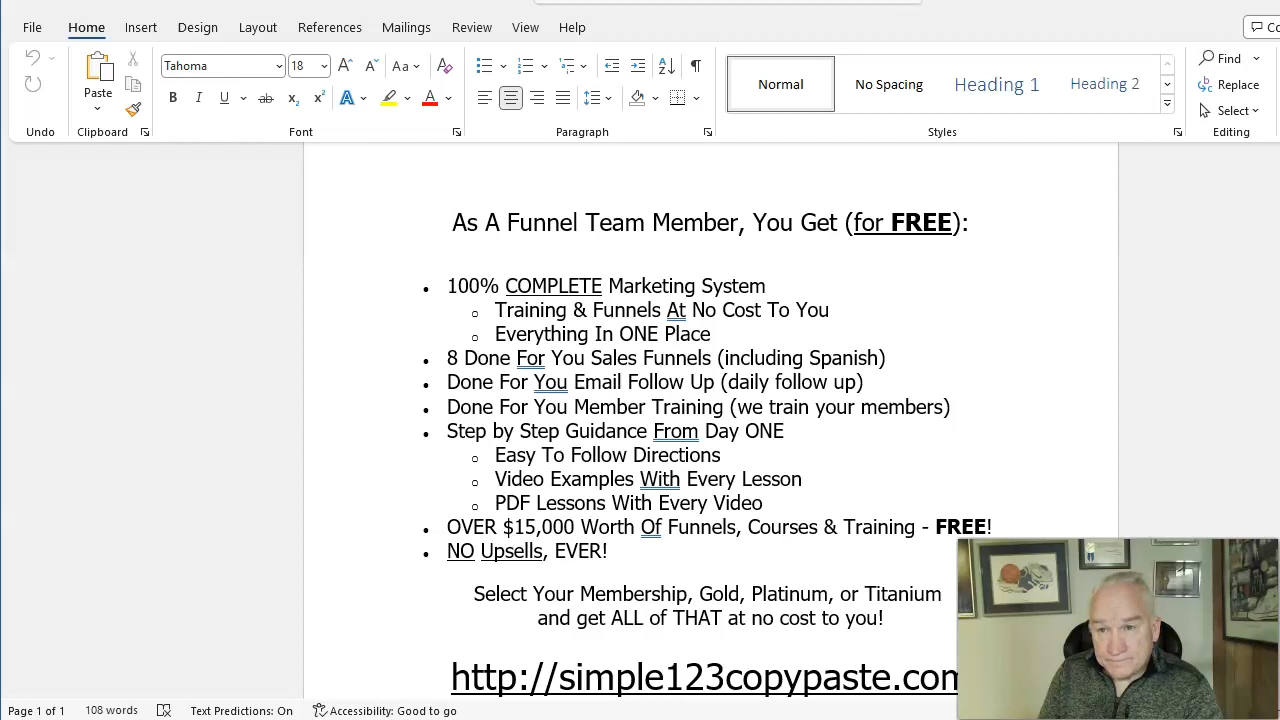 File Home Insert Design Layout References Mailings Review View Help
Tahoma 18 Aa
Find
Paste
Replace
Normal No Spacing Heading 1 Heading 2
B I U ab x₂ x² A A
Select
Undo Clipboard Font Paragraph Styles Editing
As A Funnel Team Member, You Get (for FREE):
• 100% COMPLETE Marketing System
o Training & Funnels At No Cost To You
o Everything In ONE Place
• 8 Done For You Sales Funnels (including Spanish)
• Done For You Email Follow Up (daily follow up)
• Done For You Member Training (we train your members)
• Step by Step Guidance From Day ONE
o Easy To Follow Directions
o Video Examples With Every Lesson
o PDF Lessons With Every Video
• OVER $15,000 Worth Of Funnels, Courses & Training - FREE!
• NO Upsells, EVER!
Select Your Membership, Gold, Platinum, or Titanium
and get ALL of THAT at no cost to you!
http://simple123copypaste.com
Page 1 of 1 108 words Text Predictions: On Accessibility: Good to go